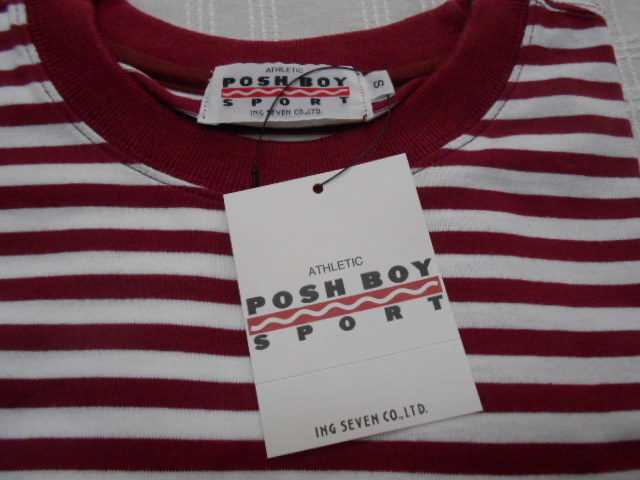 ATHLETIC
POSH BOY
SPORT
ING SEVEN CO.,LTD.
S
ATHLETIC
POSH BOY
SPORT
ING SEVEN CO.,LTD.